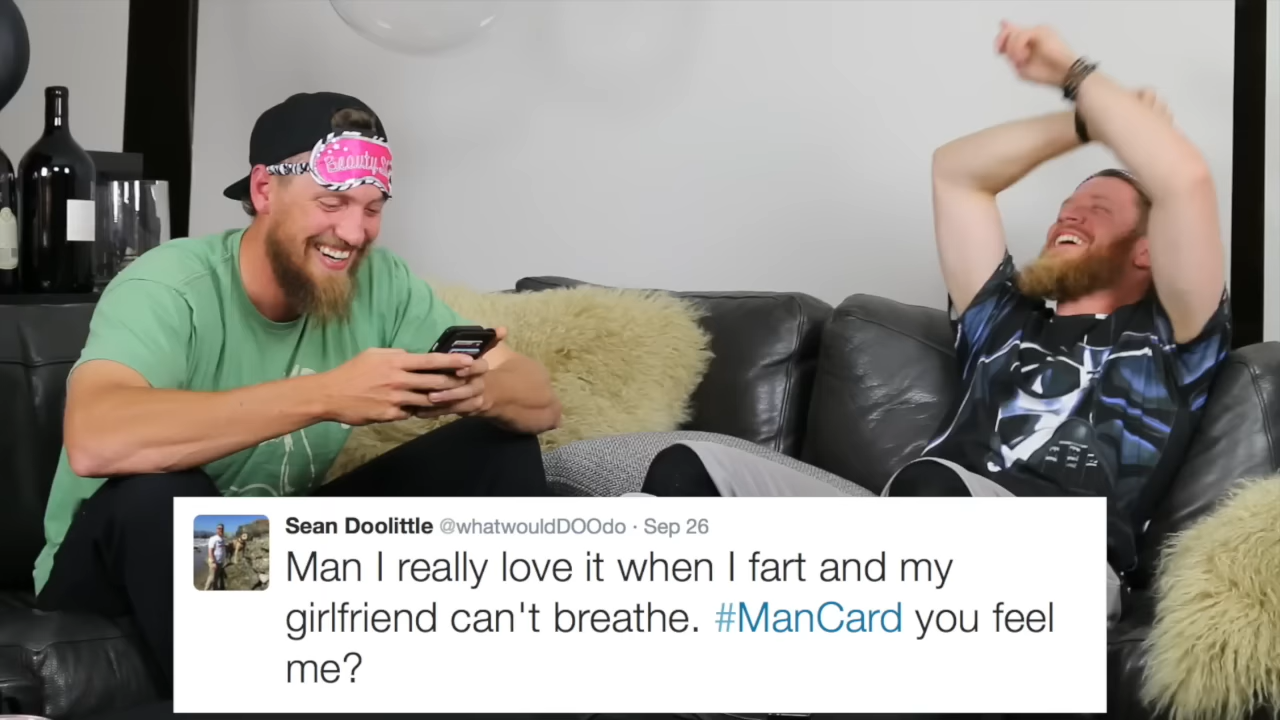 Beauty
Sean Doolittle @whatwouldDOOdo · Sep 26
Man I really love it when I fart and my
girlfriend can't breathe. #ManCard you feel
me?